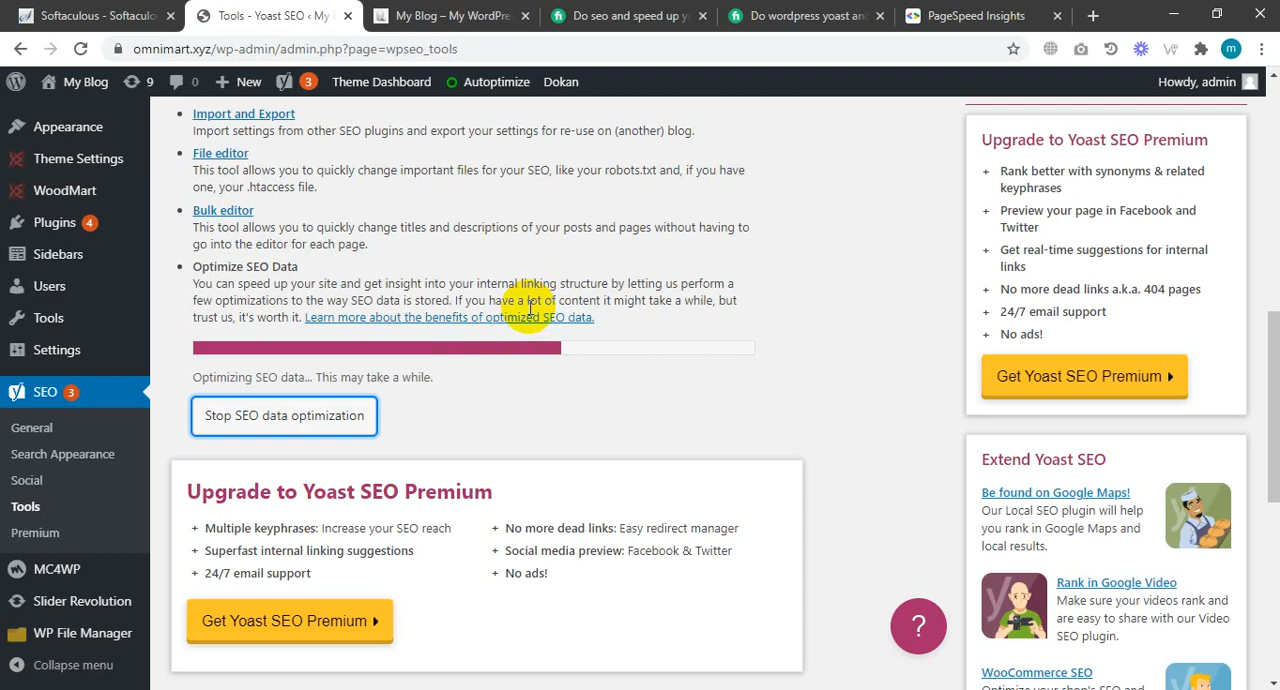 Softaculous - Softaculo
Tools - Yoast SEO ‹ My
My Blog – My WordPre
Do seo and speed up y
Do wordpress yoast an
PageSpeed Insights
omnimart.xyz/wp-admin/admin.php?page=wpseo_tools
m
My Blog
9
0
New
3
Theme Dashboard
Autoptimize
Dokan
Howdy, admin
Appearance
Theme Settings
WoodMart
Plugins 4
Sidebars
Users
Tools
Settings
SEO 3
General
Search Appearance
Social
Tools
Premium
MC4WP
Slider Revolution
WP File Manager
Collapse menu
Import and Export
Import settings from other SEO plugins and export your settings for re-use on (another) blog.
File editor
This tool allows you to quickly change important files for your SEO, like your robots.txt and, if you have
one, your .htaccess file.
Bulk editor
This tool allows you to quickly change titles and descriptions of your posts and pages without having to
go into the editor for each page.
Optimize SEO Data
You can speed up your site and get insight into your internal linking structure by letting us perform a
few optimizations to the way SEO data is stored. If you have a lot of content it might take a while, but
trust us, it's worth it. Learn more about the benefits of optimized SEO data.
Optimizing SEO data... This may take a while.
Stop SEO data optimization
Upgrade to Yoast SEO Premium
+ Multiple keyphrases: Increase your SEO reach
+ Superfast internal linking suggestions
+ 24/7 email support
+ No more dead links: Easy redirect manager
+ Social media preview: Facebook & Twitter
+ No ads!
Get Yoast SEO Premium
?
Upgrade to Yoast SEO Premium
+ Rank better with synonyms & related
keyphrases
+ Preview your page in Facebook and
Twitter
+ Get real-time suggestions for internal
links
+ No more dead links a.k.a. 404 pages
+ 24/7 email support
+ No ads!
Get Yoast SEO Premium
Extend Yoast SEO
Be found on Google Maps!
Our Local SEO plugin will help
you rank in Google Maps and
local results.
Rank in Google Video
Make sure your videos rank and
are easy to share with our Video
SEO plugin.
WooCommerce SEO
Optimize your shop's SEO and